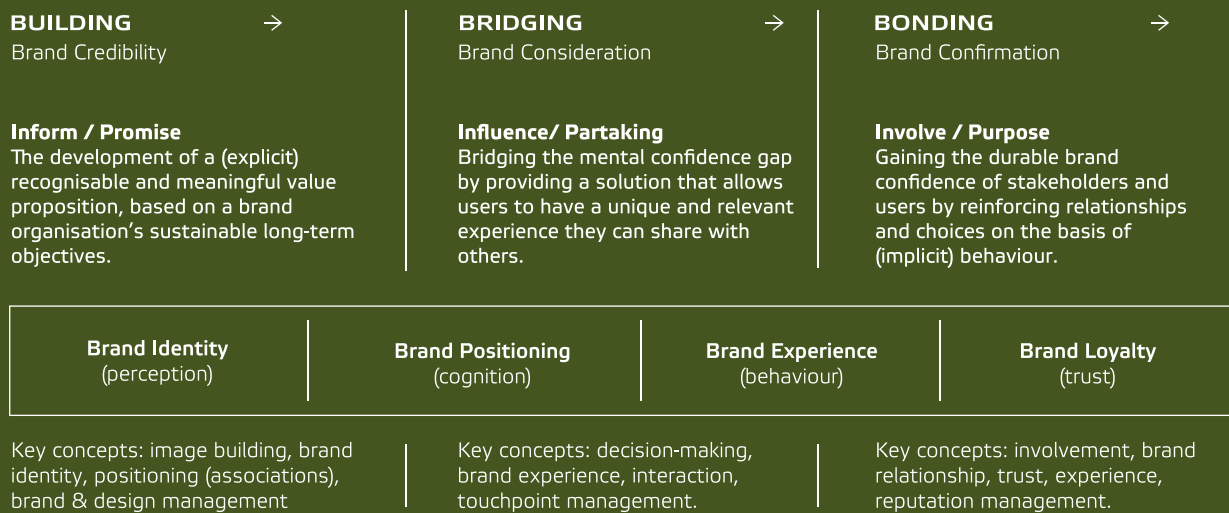 BUILDING →
Brand Credibility
Inform / Promise
The development of a (explicit)
recognisable and meaningful value
proposition, based on a brand
organisation's sustainable long-term
objectives.
BRIDGING →
Brand Consideration
Influence/ Partaking
Bridging the mental confidence gap
by providing a solution that allows
users to have a unique and relevant
experience they can share with
others.
BONDING →
Brand Confirmation
Involve / Purpose
Gaining the durable brand
confidence of stakeholders and
users by reinforcing relationships
and choices on the basis of
(implicit) behaviour.
Brand Identity
(perception)
Brand Positioning
(cognition)
Brand Experience
(behaviour)
Brand Loyalty
(trust)
Key concepts: image building, brand
identity, positioning (associations),
brand & design management
Key concepts: decision-making,
brand experience, interaction,
touchpoint management.
Key concepts: involvement, brand
relationship, trust, experience,
reputation management.